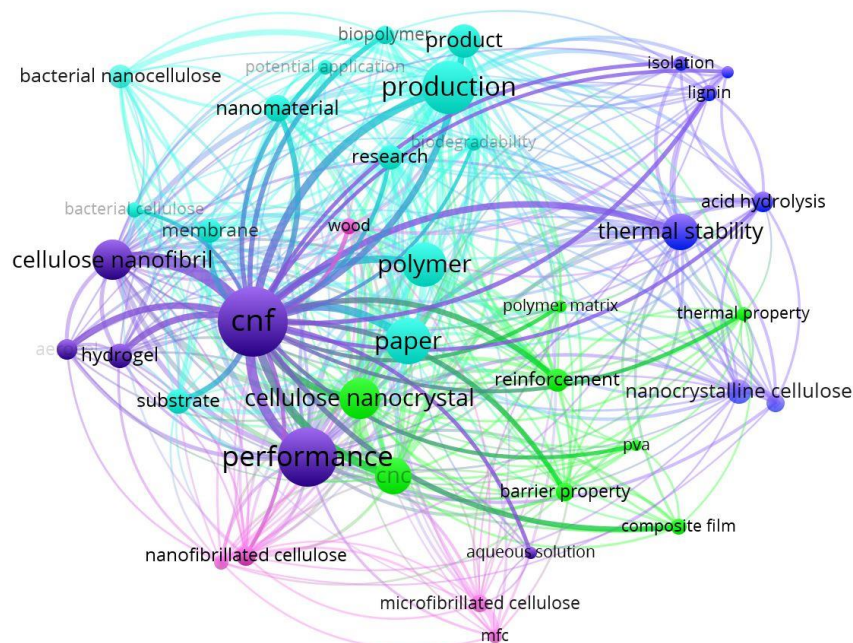 biopolymer
product
isolation
bacterial nanocellulose
potential application
production
lignin
nanomaterial
biodegradability
research
bacterial cellulose
membrane
wood
acid hydrolysis
thermal stability
cellulose nanofibril
polymer
cnf
polymer matrix
thermal property
paper
hydrogel
reinforcement
nanocrystalline cellulose
substrate
cellulose nanocrystal
pva
performance
cnc
barrier property
composite film
nanofibrillated cellulose
aqueous solution
microfibrillated cellulose
mfc